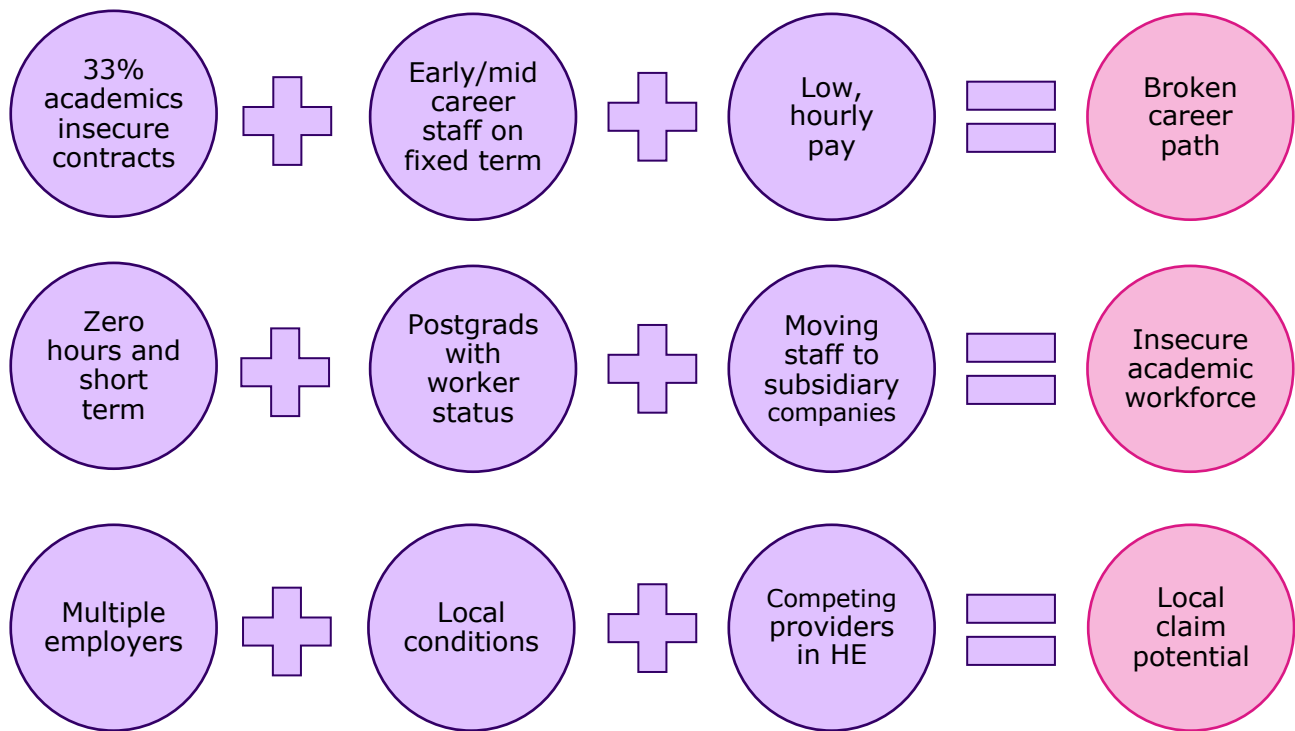 33%
academics
insecure
contracts
Early/mid
career
staff on
fixed term
Low,
hourly
pay
Broken
career
path
Zero
hours and
short
term
Postgrads
with
worker
status
Moving
staff to
subsidiary
companies
Insecure
academic
workforce
Multiple
employers
Local
conditions
Competing
providers
in HE
Local
claim
potential